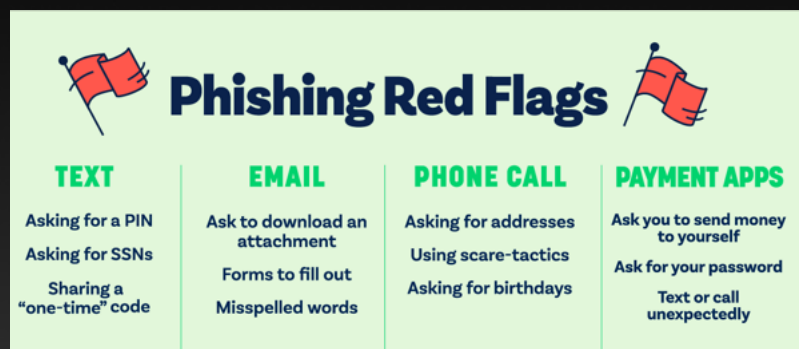 Phishing Red Flags
TEXT
Asking for a PIN
Asking for SSNs
Sharing a
“one-time” code
EMAIL
Ask to download an
attachment
Forms to fill out
Misspelled words
PHONE CALL
Asking for addresses
Using scare-tactics
Asking for birthdays
PAYMENT APPS
Ask you to send money
to yourself
Ask for your password
Text or call
unexpectedly